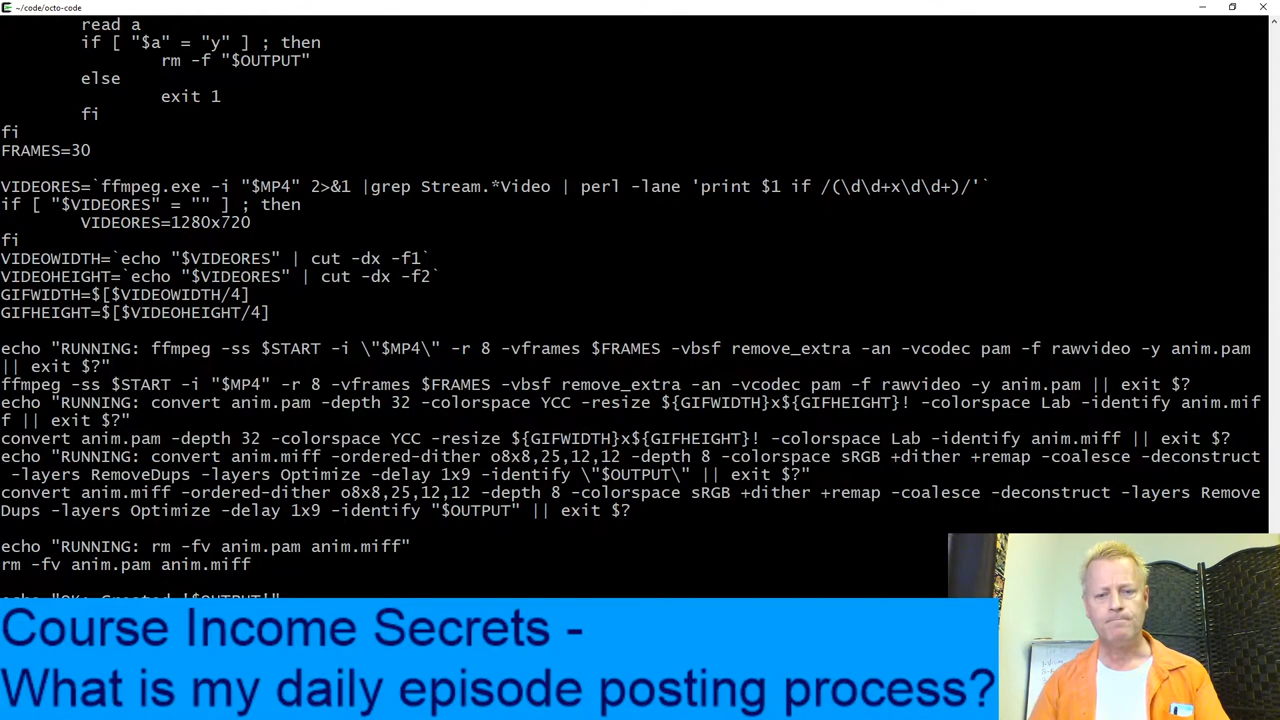 ~/code/octo-code
read a
if [ "$a" = "y" ] ; then
rm -f "$OUTPUT"
else
exit 1
fi
fi
FRAMES=30
VIDEORES=`ffmpeg.exe -i "$MP4" 2>&1 |grep Stream.*Video | perl -lane 'print $1 if /(\d\d+x\d\d+)/'`
if [ "$VIDEORES" = "" ] ; then
VIDEORES=1280x720
fi
VIDEOWIDTH=`echo "$VIDEORES" | cut -dx -f1`
VIDEOHEIGHT=`echo "$VIDEORES" | cut -dx -f2`
GIFWIDTH=$[$VIDEOWIDTH/4]
GIFHEIGHT=$[$VIDEOHEIGHT/4]
echo "RUNNING: ffmpeg -ss $START -i \"$MP4\" -r 8 -vframes $FRAMES -vbsf remove_extra -an -vcodec pam -f rawvideo -y anim.pam
|| exit $?"
ffmpeg -ss $START -i "$MP4" -r 8 -vframes $FRAMES -vbsf remove_extra -an -vcodec pam -f rawvideo -y anim.pam || exit $?
echo "RUNNING: convert anim.pam -depth 32 -colorspace YCC -resize ${GIFWIDTH}x${GIFHEIGHT}! -colorspace Lab -identify anim.mif
f || exit $?"
convert anim.pam -depth 32 -colorspace YCC -resize ${GIFWIDTH}x${GIFHEIGHT}! -colorspace Lab -identify anim.miff || exit $?
echo "RUNNING: convert anim.miff -ordered-dither o8x8,25,12,12 -depth 8 -colorspace sRGB +dither +remap -coalesce -deconstruct
-layers RemoveDups -layers Optimize -delay 1x9 -identify \"$OUTPUT\" || exit $?"
convert anim.miff -ordered-dither o8x8,25,12,12 -depth 8 -colorspace sRGB +dither +remap -coalesce -deconstruct -layers Remove
Dups -layers Optimize -delay 1x9 -identify "$OUTPUT" || exit $?
echo "RUNNING: rm -fv anim.pam anim.miff"
rm -fv anim.pam anim.miff
echo "OK: Created '$OUTPUT'"
Course Income Secrets -
What is my daily episode posting process?